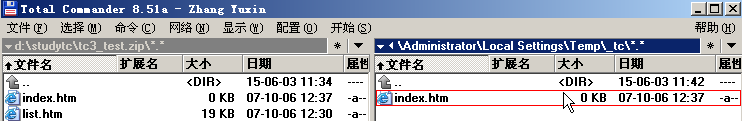 Total Commander 8.51a - Zhang Yuxin
文件(F) 选择(M) 命令(C) 网络(N) 显示(W) 配置(O) 开始(S) 帮助(H)
d:\studytc\tc3_test.zip\*.* * ▼
↑文件名 扩展名 大小 日期 属性
.. <DIR> 15-06-03 11:34 ----
index.htm 0 KB 07-10-06 12:37 -a--
list.htm 19 KB 07-10-06 12:30 -a--
\Administrator\Local Settings\Temp\_tc\*.* * ▼
↑文件名 扩展名 大小 日期 属性
.. <DIR> 15-06-03 11:42 ----
index.htm 0 KB 07-10-06 12:37 -a--